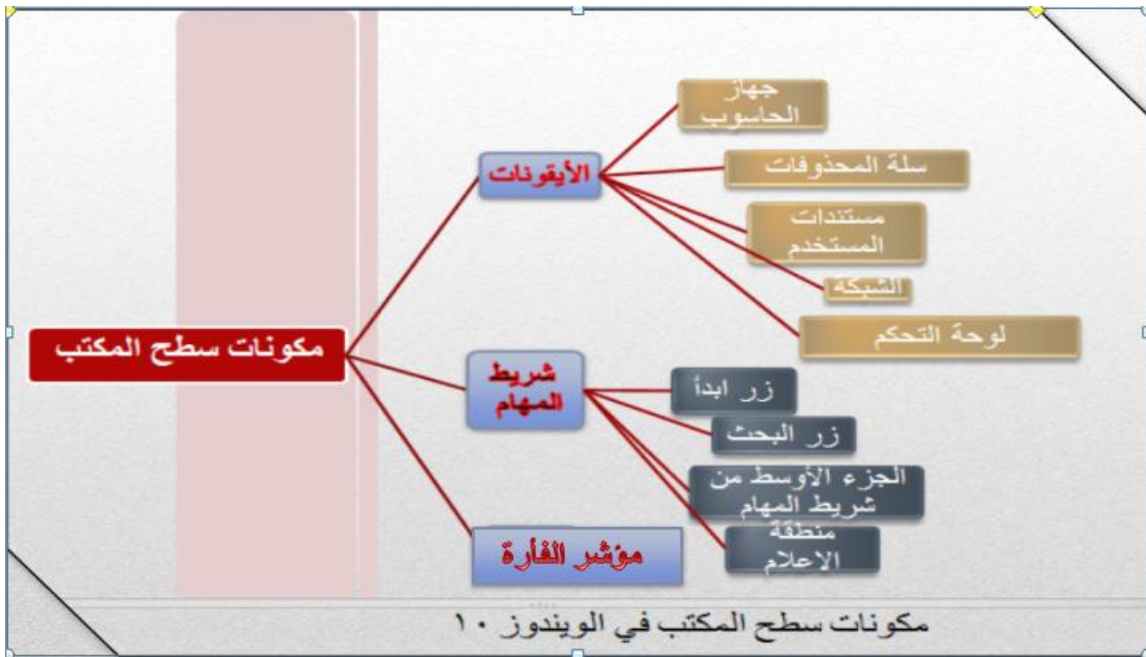 جهاز
الحاسوب
سلة المحذوفات
مستندات
المستخدم
الشبكة
لوحة التحكم
الأيقونات
مكونات سطح المكتب
شريط
المهام
زر ابدأ
زر البحث
الجزء الأوسط من
شريط المهام
منطقة
الاعلام
مؤشر الفأرة
مكونات سطح المكتب في الويندوز ١٠